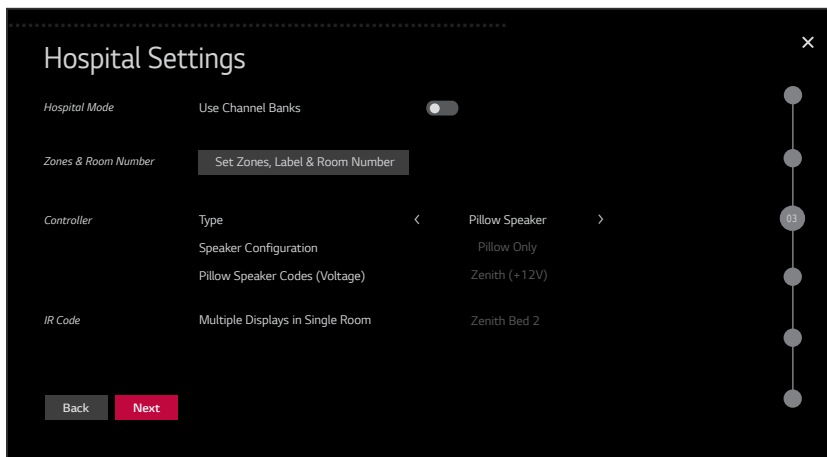 Hospital Settings
Hospital Mode Use Channel Banks
Zones & Room Number Set Zones, Label & Room Number
Controller Type < Pillow Speaker >
Speaker Configuration Pillow Only
Pillow Speaker Codes (Voltage) Zenith (+12V)
03
IR Code Multiple Displays in Single Room Zenith Bed 2
Back Next